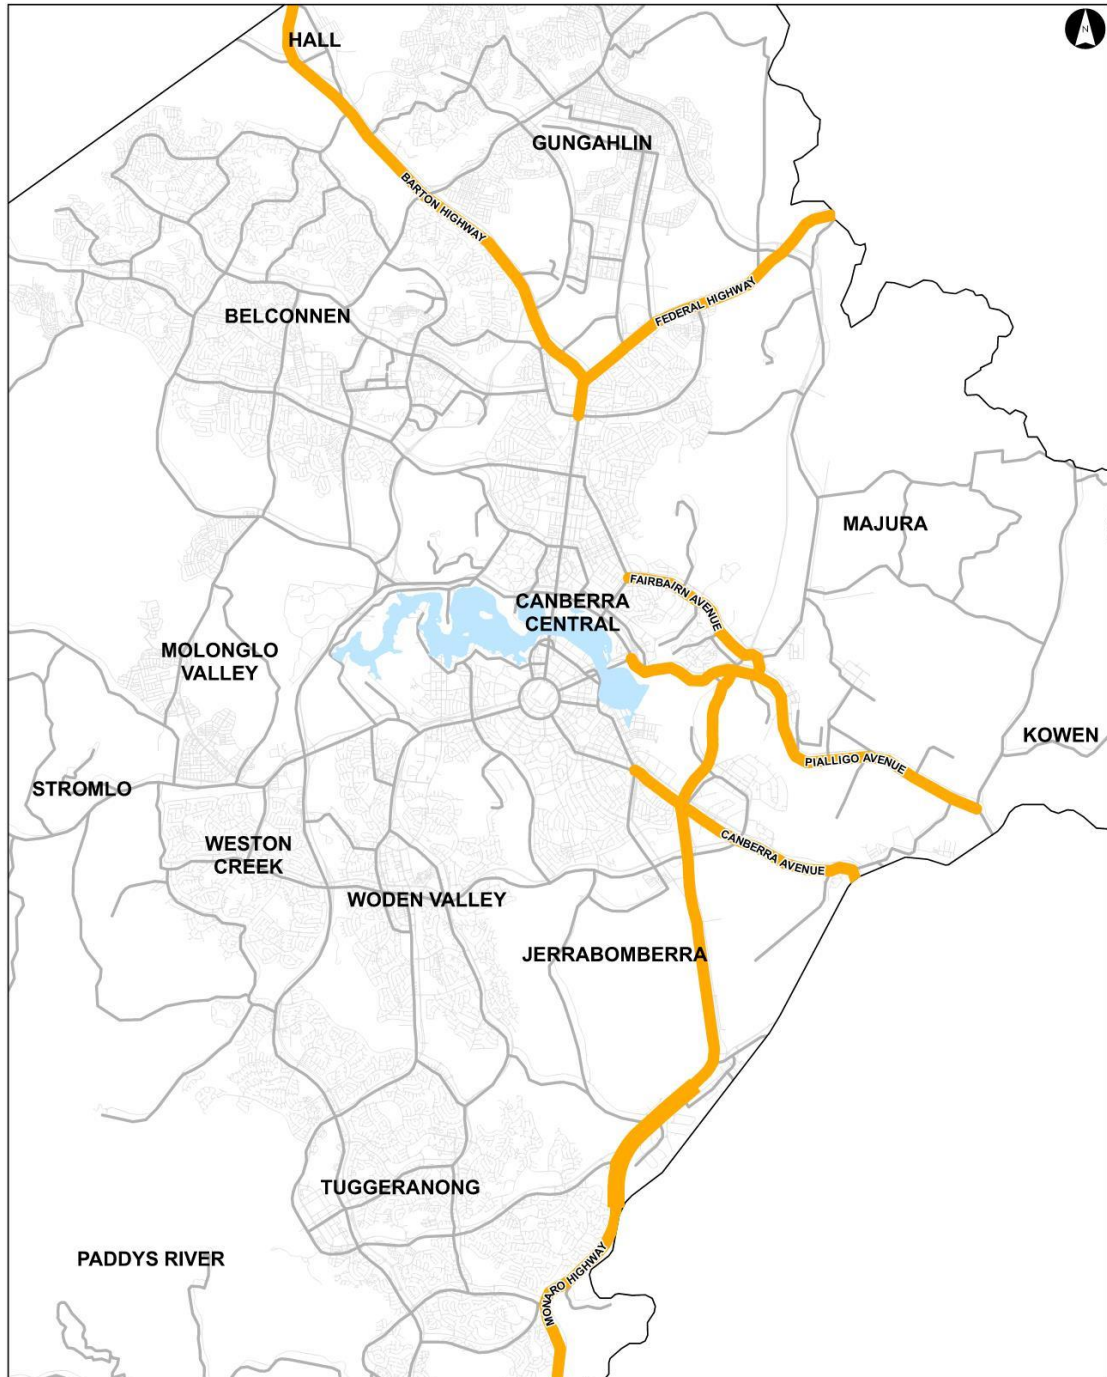 N
HALL
GUNGAHLIN
BARTON HIGHWAY
FEDERAL HIGHWAY
BELCONNEN
MAJURA
FAIRBAIRN AVENUE
CANBERRA
CENTRAL
MOLONGLO
VALLEY
KOWEN
PIALLIGO AVENUE
STROMLO
CANBERRA AVENUE
WESTON
CREEK
WODEN VALLEY
JERRABOMBERRA
TUGGERANONG
PADDYS RIVER
MONARO HIGHWAY